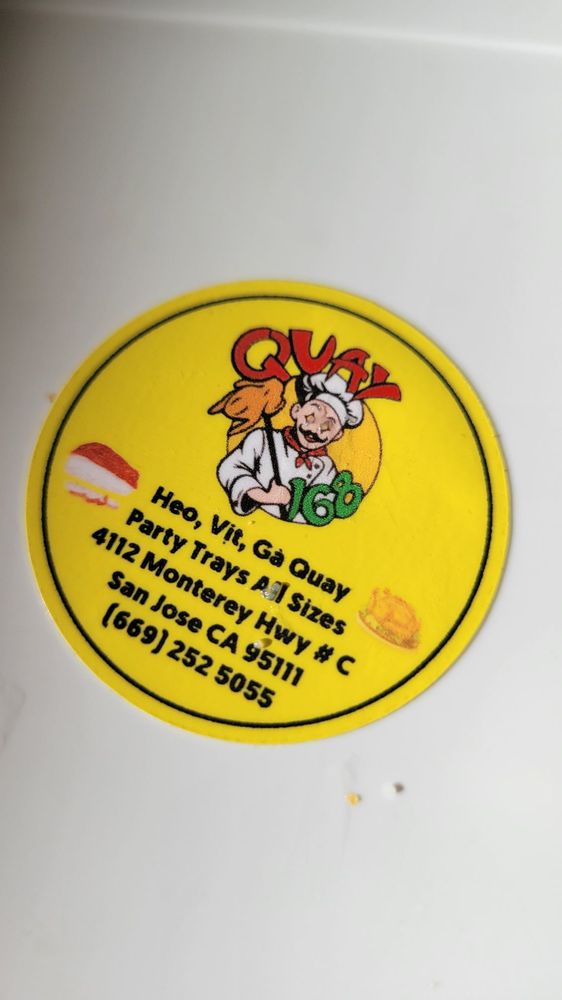 QUAY
168
Heo, Vịt, Gà Quay
Party Trays All Sizes
4112 Monterey Hwy # C
San Jose CA 95111
(669) 252 5055